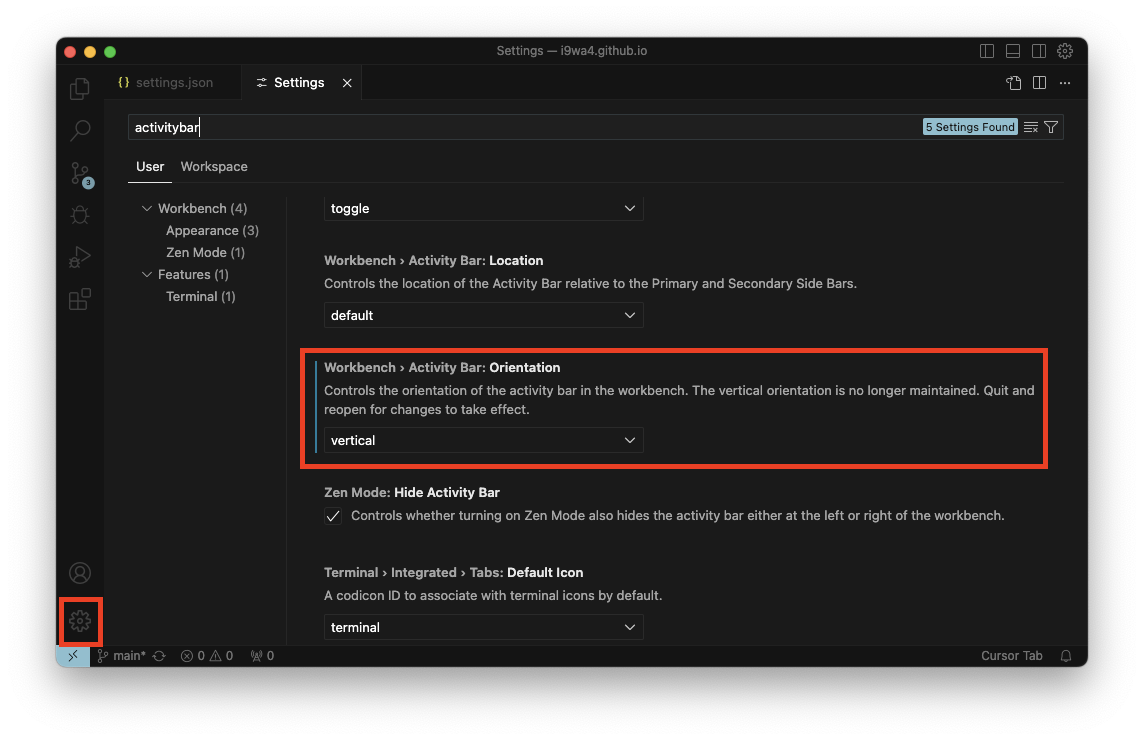 Settings — i9wa4.github.io
{} settings.json
Settings
activitybar
5 Settings Found
User
Workspace
Workbench (4)
Appearance (3)
Zen Mode (1)
Features (1)
Terminal (1)
toggle
Workbench › Activity Bar: Location
Controls the location of the Activity Bar relative to the Primary and Secondary Side Bars.
default
Workbench › Activity Bar: Orientation
Controls the orientation of the activity bar in the workbench. The vertical orientation is no longer maintained. Quit and
reopen for changes to take effect.
vertical
Zen Mode: Hide Activity Bar
Controls whether turning on Zen Mode also hides the activity bar either at the left or right of the workbench.
Terminal › Integrated › Tabs: Default Icon
A codicon ID to associate with terminal icons by default.
terminal
3
main*
0
0
0
Cursor Tab